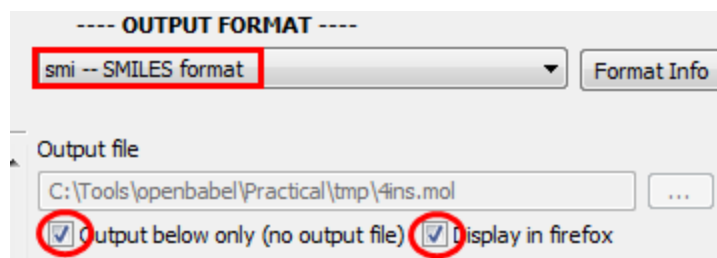 ---- OUTPUT FORMAT ----
smi -- SMILES format
Format Info
Output file
C:\Tools\openbabel\Practical\tmp\4ins.mol
...
Output below only (no output file) Display in firefox